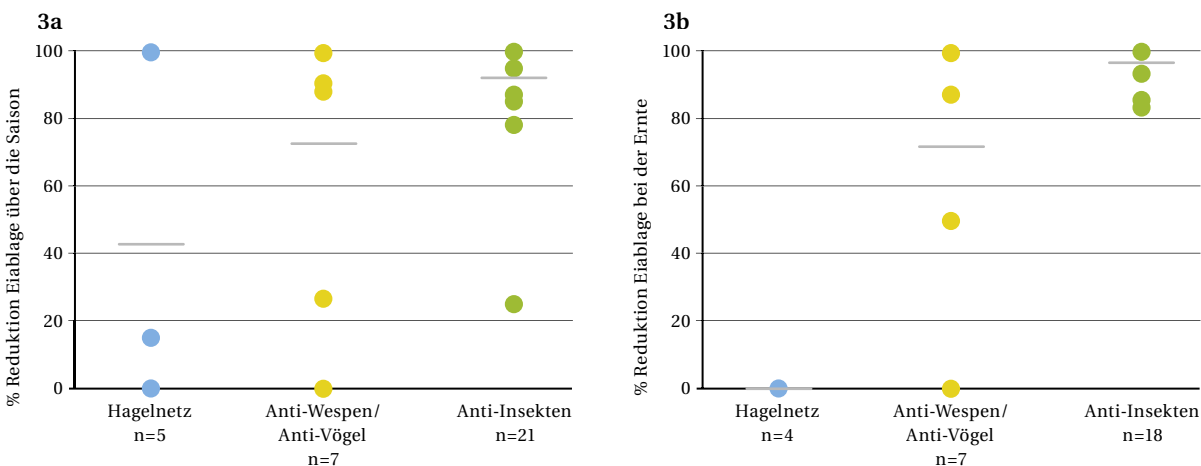 3a
% Reduktion Eiablage über die Saison
100
80
60
40
20
0
Hagelnetz
n=5
Anti-Wespen/
Anti-Vögel
n=7
Anti-Insekten
n=21
3b
% Reduktion Eiablage bei der Ernte
100
80
60
40
20
0
Hagelnetz
n=4
Anti-Wespen/
Anti-Vögel
n=7
Anti-Insekten
n=18